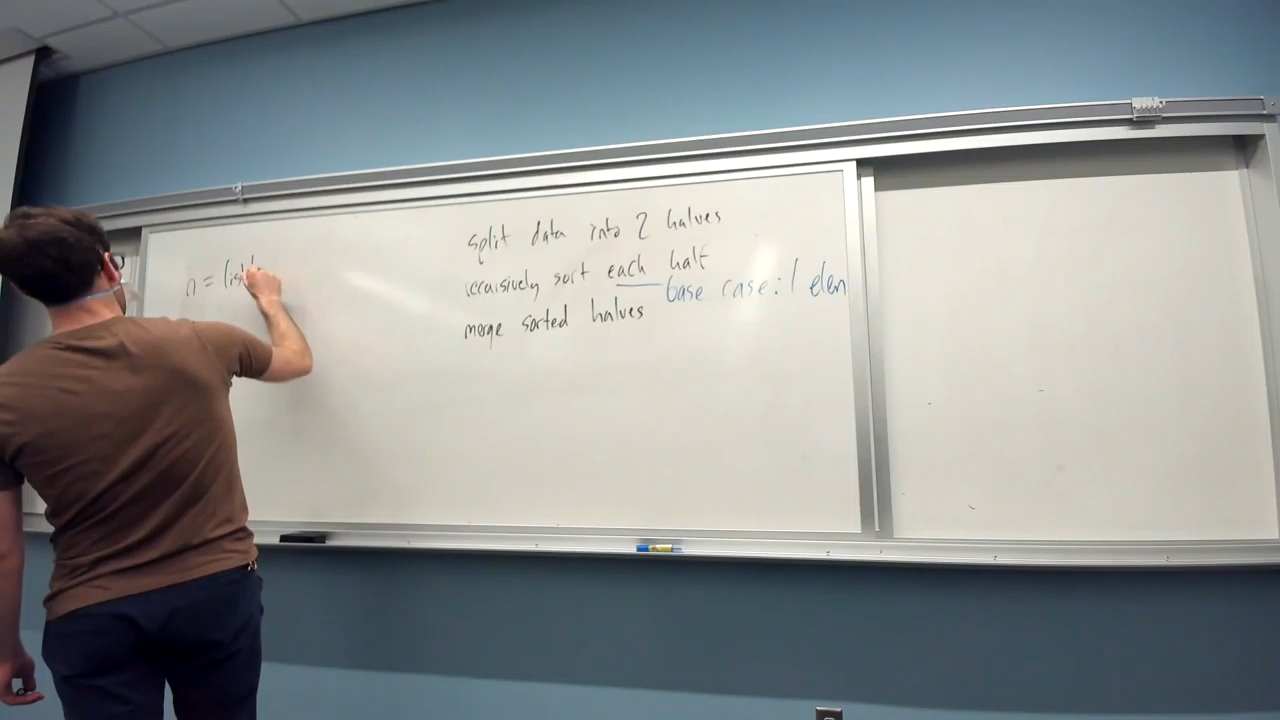 n = list
split data into 2 halves
recursively sort each half
base case: 1 elem
merge sorted halves